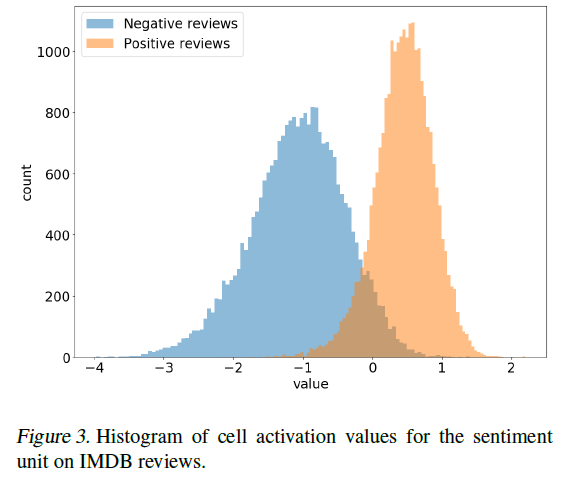 Negative reviews
Positive reviews
1000
800
600
400
200
0
count
−4 −3 −2 −1 0 1 2
value
Figure 3. Histogram of cell activation values for the sentiment
unit on IMDB reviews.